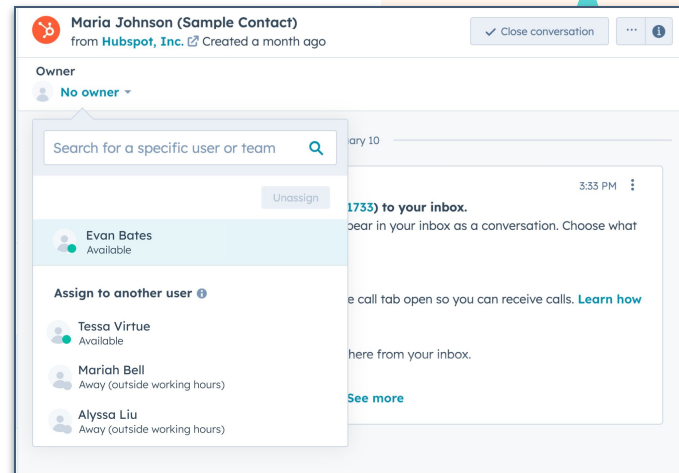 Maria Johnson (Sample Contact)
from Hubspot, Inc. Created a month ago
Close conversation
Owner
No owner
Search for a specific user or team
ary 10
Unassign
3:33 PM
1733) to your inbox.
pear in your inbox as a conversation. Choose what
Evan Bates
Available
Assign to another user
e call tab open so you can receive calls. Learn how
Tessa Virtue
Available
here from your inbox.
Mariah Bell
Away (outside working hours)
See more
Alyssa Liu
Away (outside working hours)